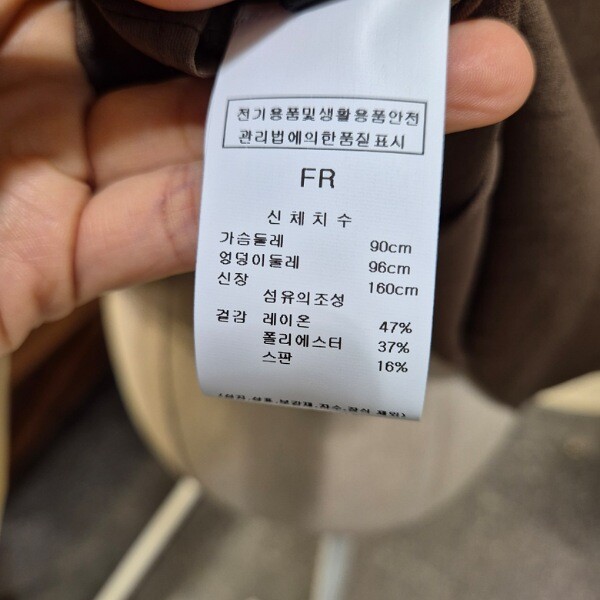 전기용품및생활용품안전
관리법에의한품질표시
FR
신체치수
가슴둘레 90cm
엉덩이둘레 96cm
신장 160cm
섬유의조성
겉감 레이온 47%
폴리에스터 37%
스판 16%